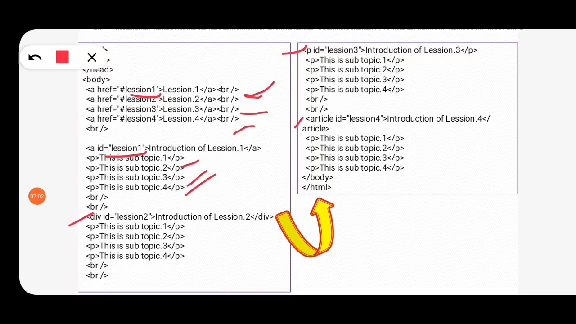 </head>
<body>
<a href="#lession1">Lession.1</a><br />
<a href="#lession2">Lession.2</a><br />
<a href="#lession3">Lession.3</a><br />
<a href="#lession4">Lession.4</a><br />
<br />
<a id="lession1">Introduction of Lession.1</a>
<p>This is sub topic.1</p>
<p>This is sub topic.2</p>
<p>This is sub topic.3</p>
<p>This is sub topic.4</p>
<br />
<br />
<div id="lession2">Introduction of Lession.2</div>
<p>This is sub topic.1</p>
<p>This is sub topic.2</p>
<p>This is sub topic.3</p>
<p>This is sub topic.4</p>
<br />
<br />
<p id="lession3">Introduction of Lession.3</p>
<p>This is sub topic.1</p>
<p>This is sub topic.2</p>
<p>This is sub topic.3</p>
<p>This is sub topic.4</p>
<br />
<br />
<article id="lession4">Introduction of Lession.4</
article>
<p>This is sub topic.1</p>
<p>This is sub topic.2</p>
<p>This is sub topic.3</p>
<p>This is sub topic.4</p>
</body>
</html>